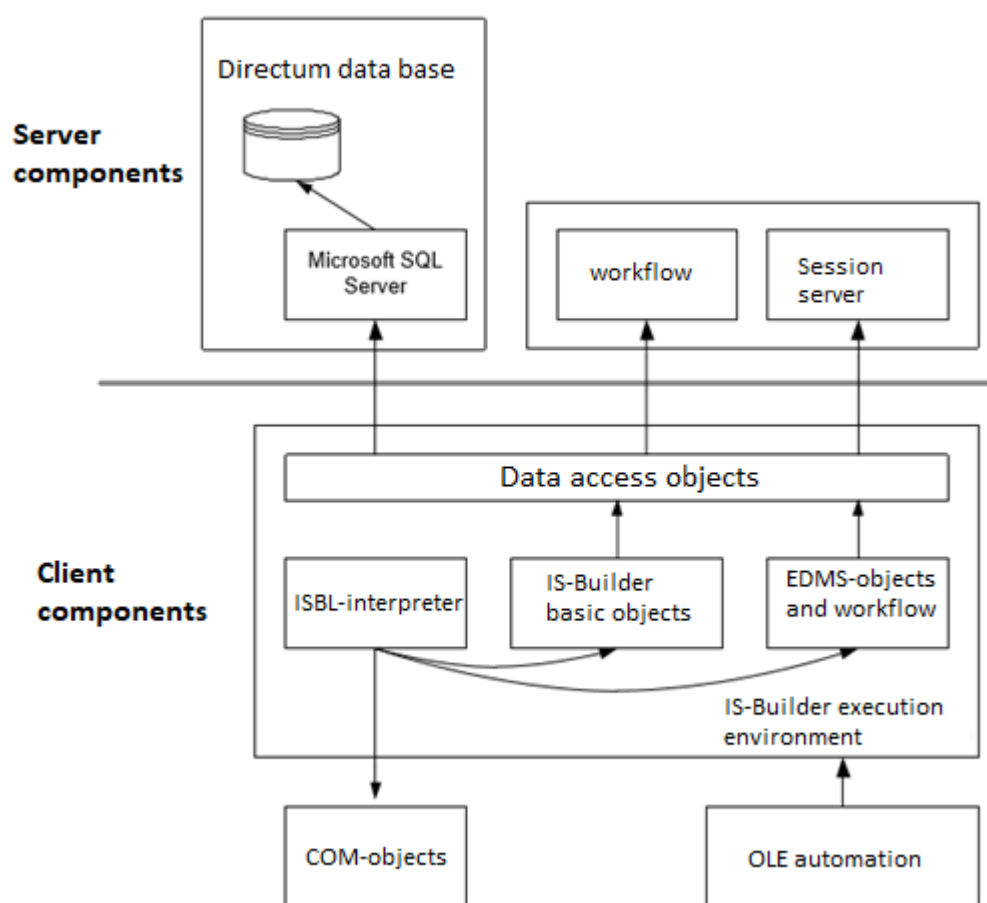 Directum data base
Server
components
Microsoft SQL
Server
workflow
Session
server
Data access objects
Client
components
ISBL-interpreter
IS-Builder
basic objects
EDMS-objects
and workflow
IS-Builder execution
environment
COM-objects
OLE automation